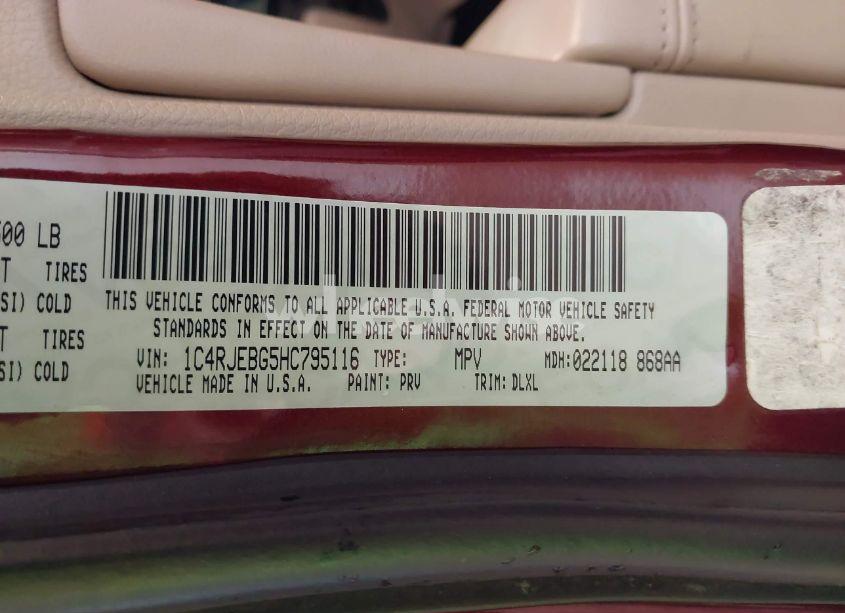 500 LB
T TIRES
SI) COLD
T TIRES
SI) COLD
THIS VEHICLE CONFORMS TO ALL APPLICABLE U.S.A. FEDERAL MOTOR VEHICLE SAFETY
STANDARDS IN EFFECT ON THE DATE OF MANUFACTURE SHOWN ABOVE.
VIN: 1C4RJEBG5HC795116 TYPE: MPV MDH:022118 868AA
VEHICLE MADE IN U.S.A. PAINT: PRV TRIM: DLXL